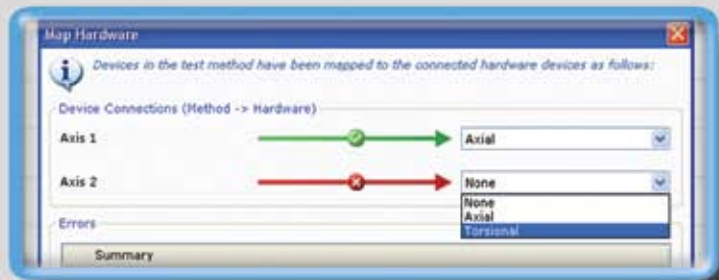 Map Hardware
Devices in the test method have been mapped to the connected hardware devices as follows:
Device Connections (Method -> Hardware)
Axis 1 Axial
Axis 2 None
None
Axial
Torsional
Errors
Summary